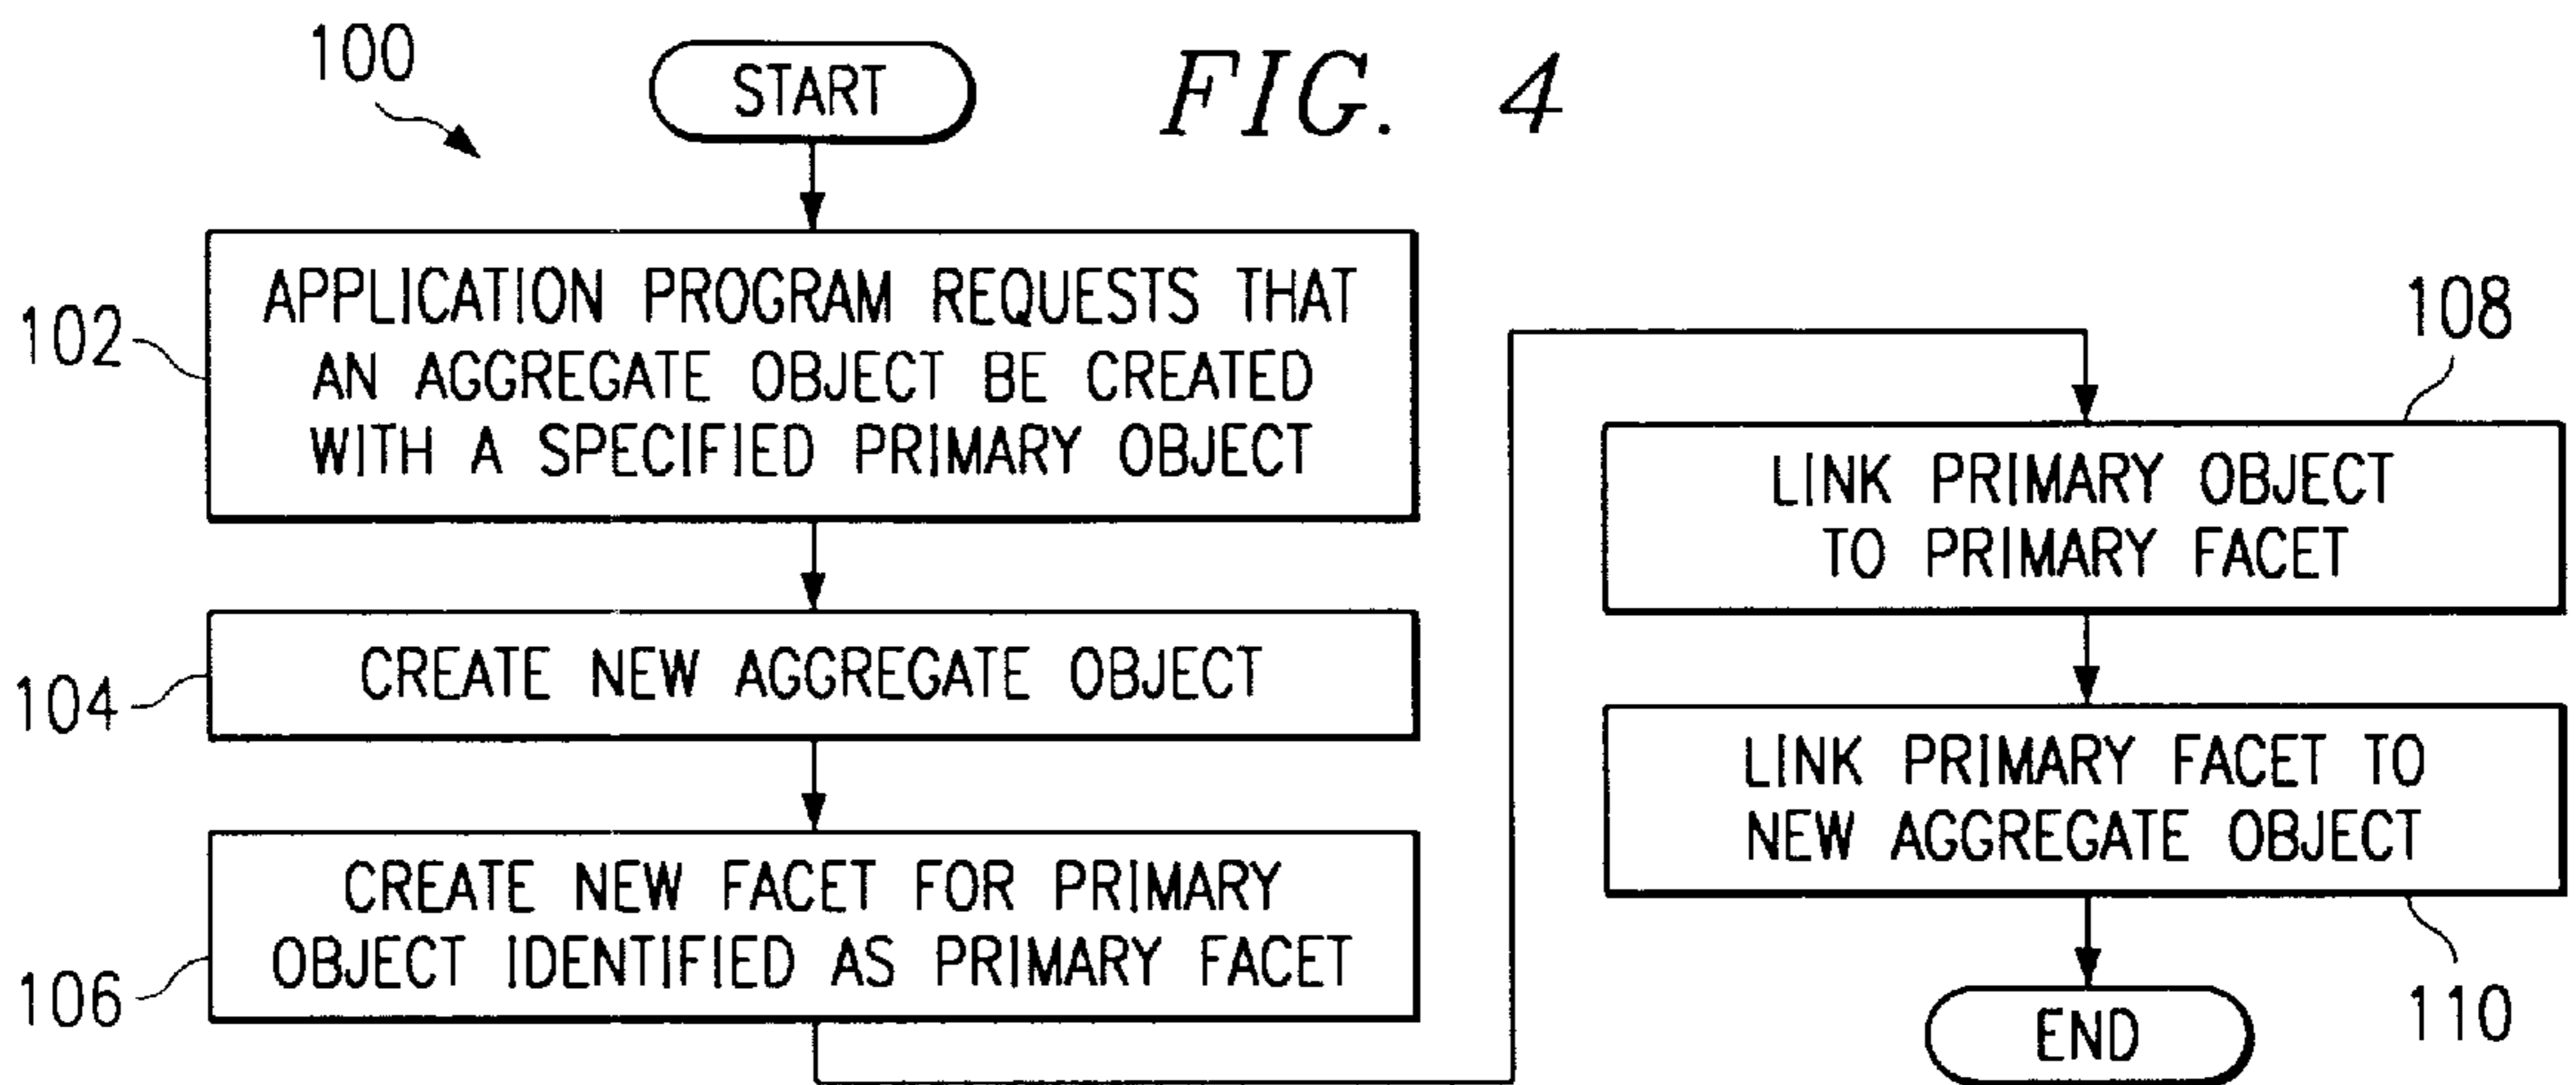 100
START
FIG. 4
102
APPLICATION PROGRAM REQUESTS THAT
AN AGGREGATE OBJECT BE CREATED
WITH A SPECIFIED PRIMARY OBJECT
104
CREATE NEW AGGREGATE OBJECT
106
CREATE NEW FACET FOR PRIMARY
OBJECT IDENTIFIED AS PRIMARY FACET
108
LINK PRIMARY OBJECT
TO PRIMARY FACET
LINK PRIMARY FACET TO
NEW AGGREGATE OBJECT
110
END